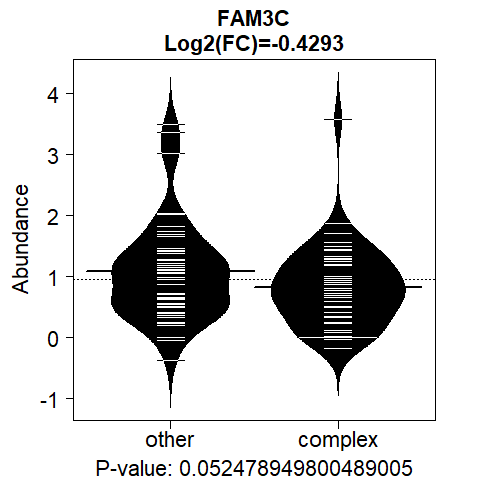 FAM3C
Log2(FC)=-0.4293
Abundance
4
3
2
1
0
-1
other complex
P-value: 0.052478949800489005